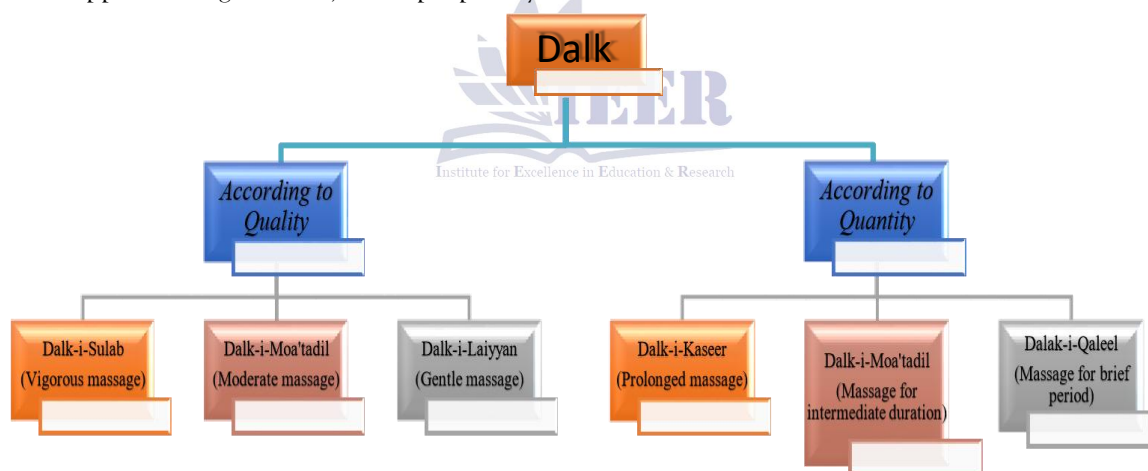 Dalk
IEER
Institute for Excellence in Education & Research
According to
Quality
According to
Quantity
Dalk-i-Sulab
(Vigorous massage)
Dalk-i-Moa'tadil
(Moderate massage)
Dalk-i-Laiyyan
(Gentle massage)
Dalk-i-Kaseer
(Prolonged massage)
Dalk-i-Moa'tadil
(Massage for
intermediate duration)
Dalak-i-Qaleel
(Massage for brief
period)